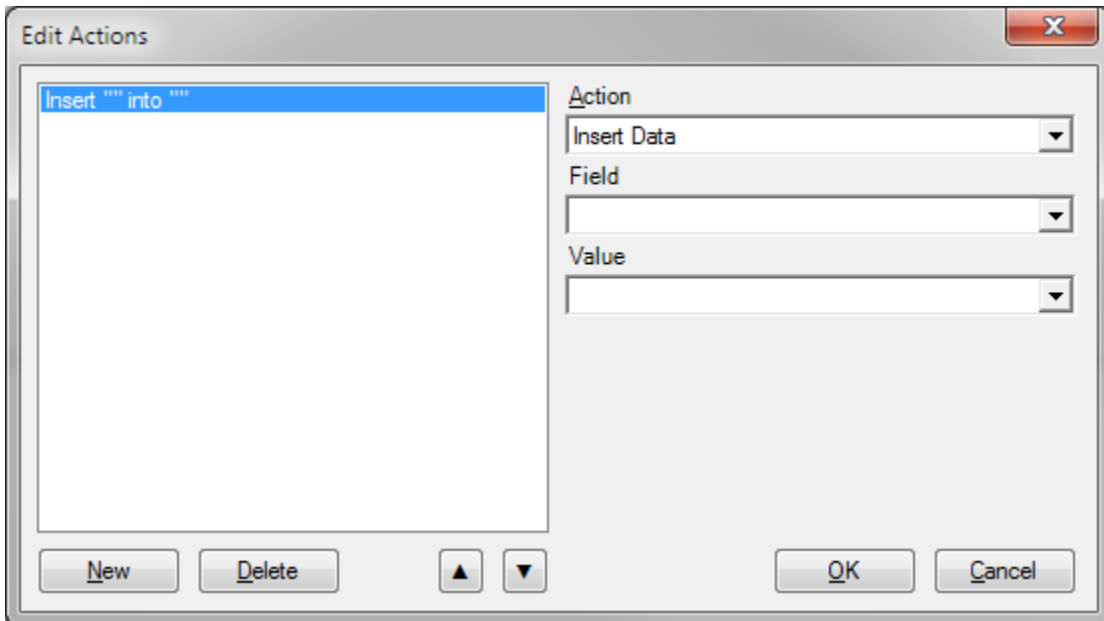 Edit Actions
Insert "" into ""
Action
Insert Data
Field
Value
New
Delete
OK
Cancel